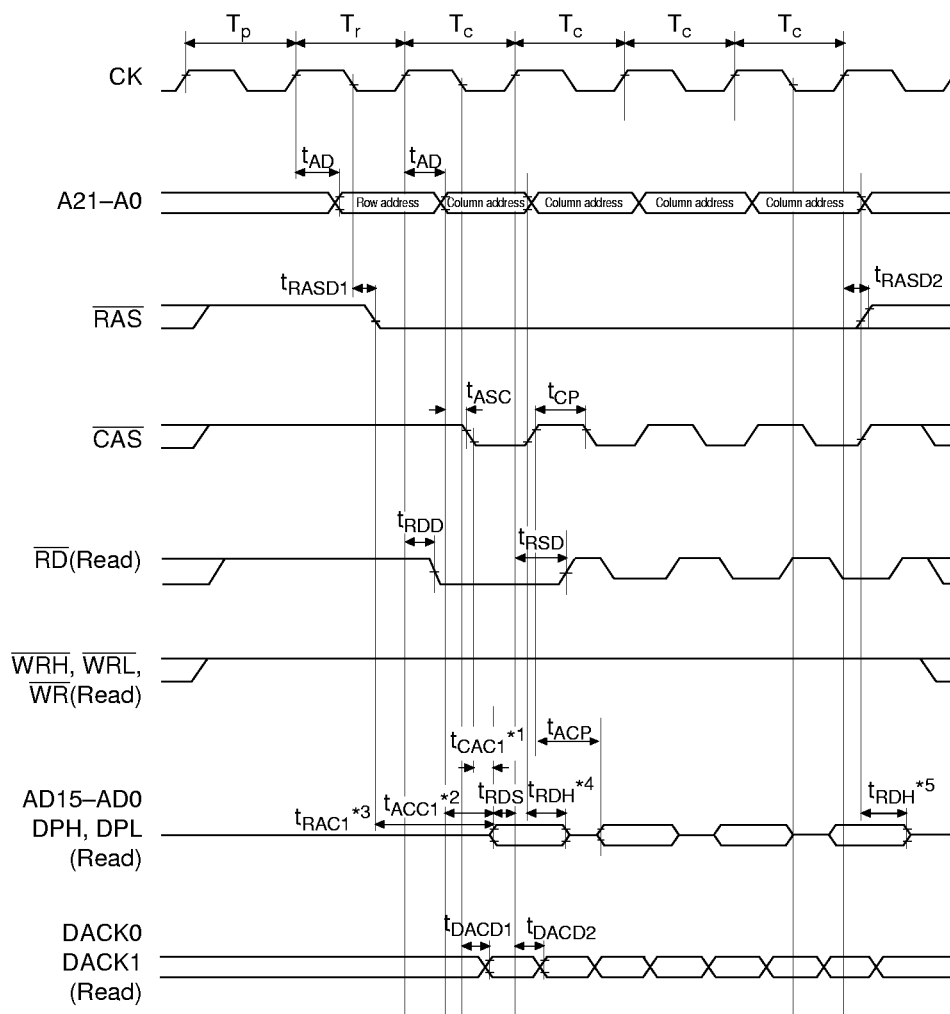 Tp Tr Tc Tc Tc Tc
CK
tAD tAD
A21–A0 Row address Column address Column address Column address Column address
tRASD1 tRASD2
RAS
tASC tCP
CAS
tRDD tRSD
RD(Read)
WRH, WRL,
WR(Read)
tCAC1*1 tACP
AD15–AD0
DPH, DPL
(Read)
tRAC1*3 tACC1*2 tRDS tRDH*4 tRDH*5
DACK0
DACK1
(Read)
tDACD1 tDACD2